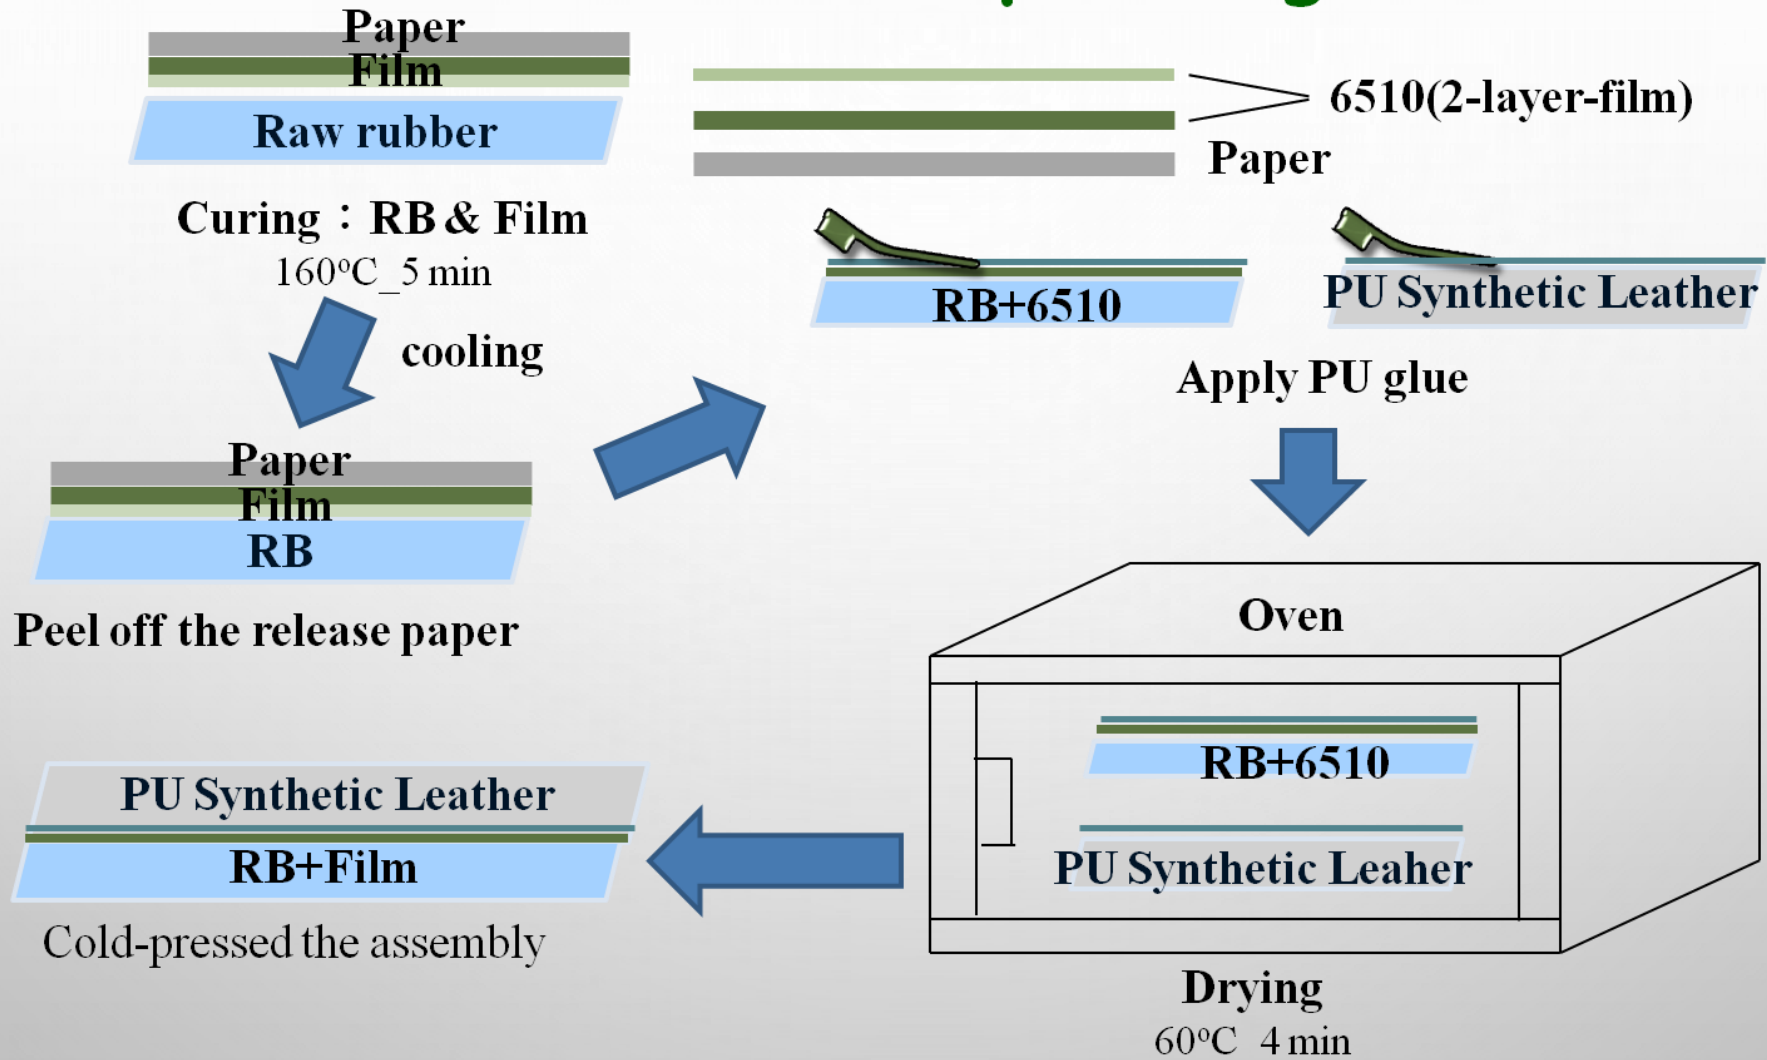 Paper
Film
Raw rubber
Curing：RB & Film
160°C_5 min
cooling
Paper
Film
RB
Peel off the release paper
6510(2-layer-film)
Paper
RB+6510
PU Synthetic Leather
Apply PU glue
Oven
RB+6510
PU Synthetic Leaher
Drying
60°C_4 min
PU Synthetic Leather
RB+Film
Cold-pressed the assembly